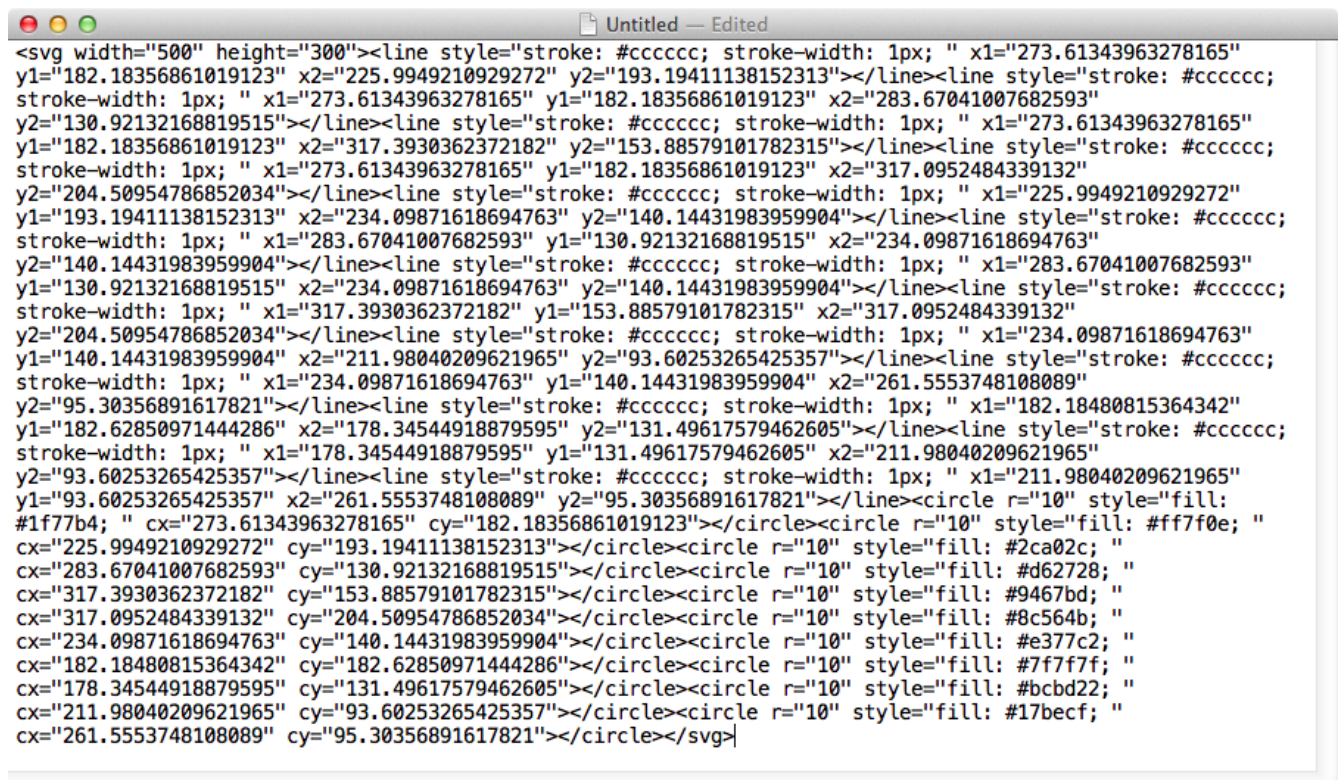 Untitled — Edited
<svg width="500" height="300"><line style="stroke: #cccccc; stroke-width: 1px; " x1="273.61343963278165"
y1="182.18356861019123" x2="225.9949210929272" y2="193.19411138152313"></line><line style="stroke: #cccccc;
stroke-width: 1px; " x1="273.61343963278165" y1="182.18356861019123" x2="283.67041007682593"
y2="130.92132168819515"></line><line style="stroke: #cccccc; stroke-width: 1px; " x1="273.61343963278165"
y1="182.18356861019123" x2="317.3930362372182" y2="153.88579101782315"></line><line style="stroke: #cccccc;
stroke-width: 1px; " x1="273.61343963278165" y1="182.18356861019123" x2="317.0952484339132"
y2="204.50954786852034"></line><line style="stroke: #cccccc; stroke-width: 1px; " x1="225.9949210929272"
y1="193.19411138152313" x2="234.09871618694763" y2="140.14431983959904"></line><line style="stroke: #cccccc;
stroke-width: 1px; " x1="283.67041007682593" y1="130.92132168819515" x2="234.09871618694763"
y2="140.14431983959904"></line><line style="stroke: #cccccc; stroke-width: 1px; " x1="283.67041007682593"
y1="130.92132168819515" x2="234.09871618694763" y2="140.14431983959904"></line><line style="stroke: #cccccc;
stroke-width: 1px; " x1="317.3930362372182" y1="153.88579101782315" x2="317.0952484339132"
y2="204.50954786852034"></line><line style="stroke: #cccccc; stroke-width: 1px; " x1="234.09871618694763"
y1="140.14431983959904" x2="211.98040209621965" y2="93.60253265425357"></line><line style="stroke: #cccccc;
stroke-width: 1px; " x1="234.09871618694763" y1="140.14431983959904" x2="261.5553748108089"
y2="95.30356891617821"></line><line style="stroke: #cccccc; stroke-width: 1px; " x1="182.18480815364342"
y1="182.62850971444286" x2="178.34544918879595" y2="131.49617579462605"></line><line style="stroke: #cccccc;
stroke-width: 1px; " x1="178.34544918879595" y1="131.49617579462605" x2="211.98040209621965"
y2="93.60253265425357"></line><line style="stroke: #cccccc; stroke-width: 1px; " x1="211.98040209621965"
y1="93.60253265425357" x2="261.5553748108089" y2="95.30356891617821"></line><circle r="10" style="fill:
#1f77b4; " cx="273.61343963278165" cy="182.18356861019123"></circle><circle r="10" style="fill: #ff7f0e; "
cx="225.9949210929272" cy="193.19411138152313"></circle><circle r="10" style="fill: #2ca02c; "
cx="283.67041007682593" cy="130.92132168819515"></circle><circle r="10" style="fill: #d62728; "
cx="317.3930362372182" cy="153.88579101782315"></circle><circle r="10" style="fill: #9467bd; "
cx="317.0952484339132" cy="204.50954786852034"></circle><circle r="10" style="fill: #8c564b; "
cx="234.09871618694763" cy="140.14431983959904"></circle><circle r="10" style="fill: #e377c2; "
cx="182.18480815364342" cy="182.62850971444286"></circle><circle r="10" style="fill: #7f7f7f; "
cx="178.34544918879595" cy="131.49617579462605"></circle><circle r="10" style="fill: #bcbd22; "
cx="211.98040209621965" cy="93.60253265425357"></circle><circle r="10" style="fill: #17becf; "
cx="261.5553748108089" cy="95.30356891617821"></circle></svg>